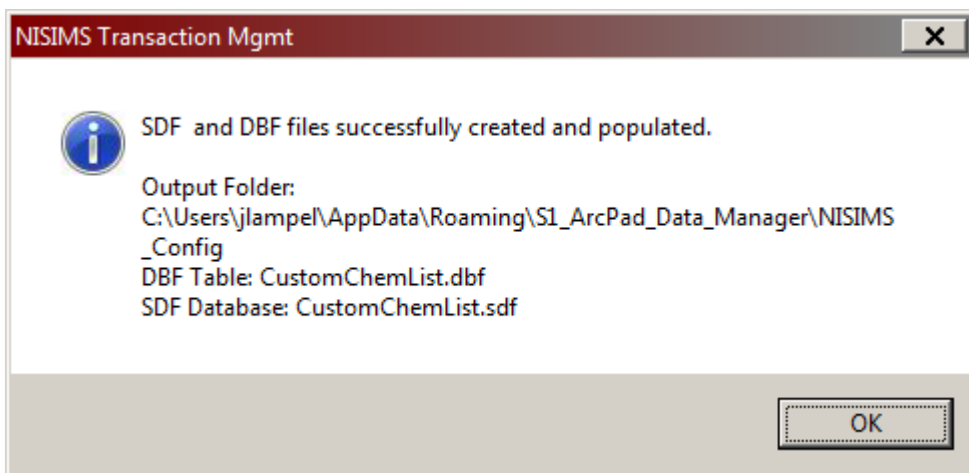 NISIMS Transaction Mgmt
SDF  and DBF files successfully created and populated.
Output Folder:
C:\Users\jlampel\AppData\Roaming\S1_ArcPad_Data_Manager\NISIMS
_Config
DBF Table: CustomChemList.dbf
SDF Database: CustomChemList.sdf
OK